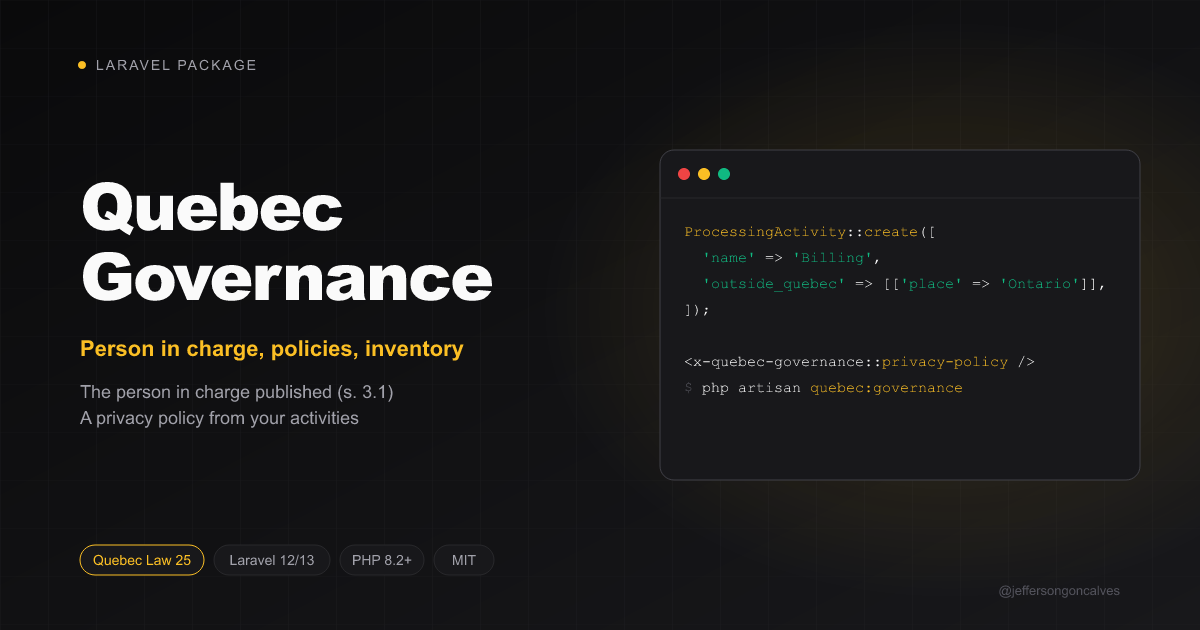 LARAVEL PACKAGE
Quebec
Governance
Person in charge, policies, inventory
The person in charge published (s. 3.1)
A privacy policy from your activities
Quebec Law 25
Laravel 12/13
PHP 8.2+
MIT
ProcessingActivity::create([
  'name' => 'Billing',
  'outside_quebec' => [['place' => 'Ontario']],
]);
<x-quebec-governance::privacy-policy />
$ php artisan quebec:governance
@jeffersongoncalves